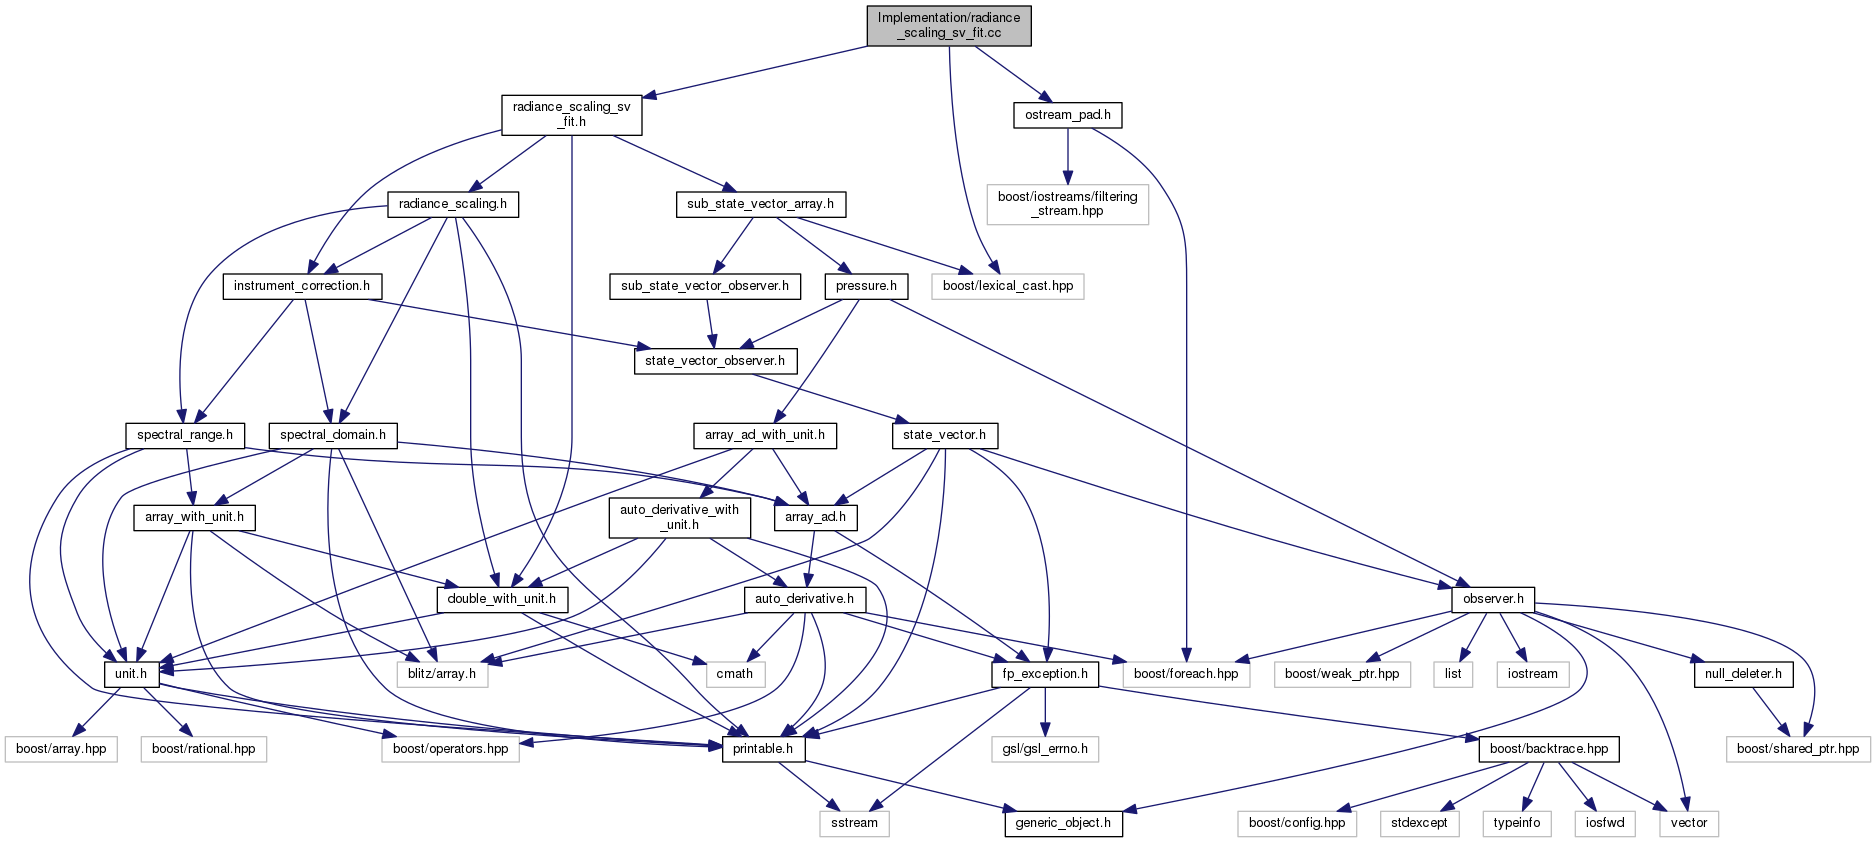 Implementation/radiance
_scaling_sv_fit.cc
radiance_scaling_sv
_fit.h
ostream_pad.h
radiance_scaling.h
sub_state_vector_array.h
boost/iostreams/filtering
_stream.hpp
instrument_correction.h
sub_state_vector_observer.h
pressure.h
boost/lexical_cast.hpp
state_vector_observer.h
spectral_range.h
spectral_domain.h
array_ad_with_unit.h
state_vector.h
array_with_unit.h
auto_derivative_with
_unit.h
array_ad.h
double_with_unit.h
auto_derivative.h
observer.h
unit.h
blitz/array.h
cmath
fp_exception.h
boost/foreach.hpp
boost/weak_ptr.hpp
list
iostream
null_deleter.h
boost/array.hpp
boost/rational.hpp
boost/operators.hpp
printable.h
gsl/gsl_errno.h
boost/backtrace.hpp
boost/shared_ptr.hpp
sstream
generic_object.h
boost/config.hpp
stdexcept
typeinfo
iosfwd
vector